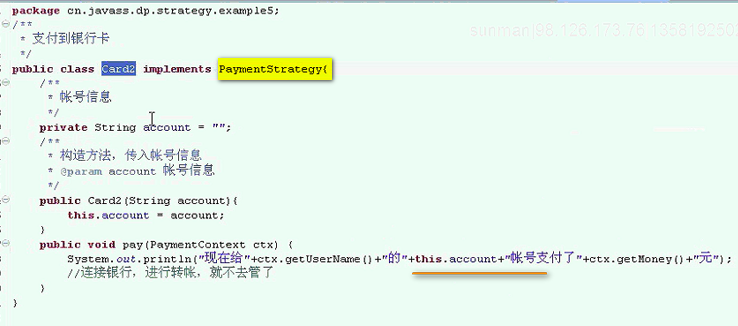 package cn.javass.dp.strategy.example5;
sunman|98.126.173.76 1358192502
/**
 * 支付到银行卡
 */
public class Card2 implements PaymentStrategy{
    /**
     * 帐号信息
     */
    private String account = "";
    /**
     * 构造方法，传入帐号信息
     * @param account 帐号信息
     */
    public Card2(String account){
        this.account = account;
    }
    public void pay(PaymentContext ctx) {
        System.out.println("现在给"+ctx.getUserName()+"的"+this.account+"帐号支付了"+ctx.getMoney()+"元");
        //连接银行，进行转帐，就不去管了
    }
}